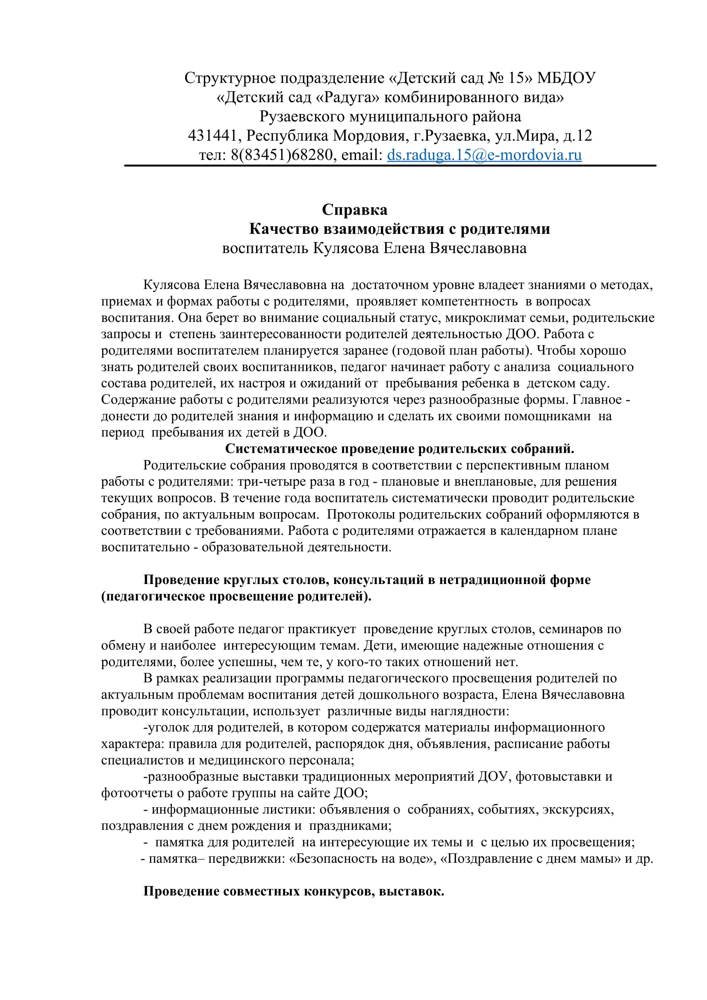 Структурное подразделение «Детский сад № 15» МБДОУ
«Детский сад «Радуга» комбинированного вида»
Рузаевского муниципального района
431441, Республика Мордовия, г.Рузаевка, ул.Мира, д.12
тел: 8(83451)68280, email: ds.raduga.15@e-mordovia.ru
Справка
Качество взаимодействия с родителями
воспитатель Кулясова Елена Вячеславовна
Кулясова Елена Вячеславовна на достаточном уровне владеет знаниями о методах,
приемах и формах работы с родителями, проявляет компетентность в вопросах
воспитания. Она берет во внимание социальный статус, микроклимат семьи, родительские
запросы и степень заинтересованности родителей деятельностью ДОО. Работа с
родителями воспитателем планируется заранее (годовой план работы). Чтобы хорошо
знать родителей своих воспитанников, педагог начинает работу с анализа социального
состава родителей, их настроя и ожиданий от пребывания ребенка в детском саду.
Содержание работы с родителями реализуются через разнообразные формы. Главное -
донести до родителей знания и информацию и сделать их своими помощниками на
период пребывания их детей в ДОО.
Систематическое проведение родительских собраний.
Родительские собрания проводятся в соответствии с перспективным планом
работы с родителями: три-четыре раза в год - плановые и внеплановые, для решения
текущих вопросов. В течение года воспитатель систематически проводит родительские
собрания, по актуальным вопросам. Протоколы родительских собраний оформляются в
соответствии с требованиями. Работа с родителями отражается в календарном плане
воспитательно - образовательной деятельности.
Проведение круглых столов, консультаций в нетрадиционной форме
(педагогическое просвещение родителей).
В своей работе педагог практикует проведение круглых столов, семинаров по
обмену и наиболее интересующим темам. Дети, имеющие надежные отношения с
родителями, более успешны, чем те, у кого-то таких отношений нет.
В рамках реализации программы педагогического просвещения родителей по
актуальным проблемам воспитания детей дошкольного возраста, Елена Вячеславовна
проводит консультации, использует различные виды наглядности:
-уголок для родителей, в котором содержатся материалы информационного
характера: правила для родителей, распорядок дня, объявления, расписание работы
специалистов и медицинского персонала;
-разнообразные выставки традиционных мероприятий ДОУ, фотовыставки и
фотоотчеты о работе группы на сайте ДОО;
- информационные листики: объявления о собраниях, событиях, экскурсиях,
поздравления с днем рождения и праздниками;
- памятка для родителей на интересующие их темы и с целью их просвещения;
- памятка– передвижки: «Безопасность на воде», «Поздравление с днем мамы» и др.
Проведение совместных конкурсов, выставок.